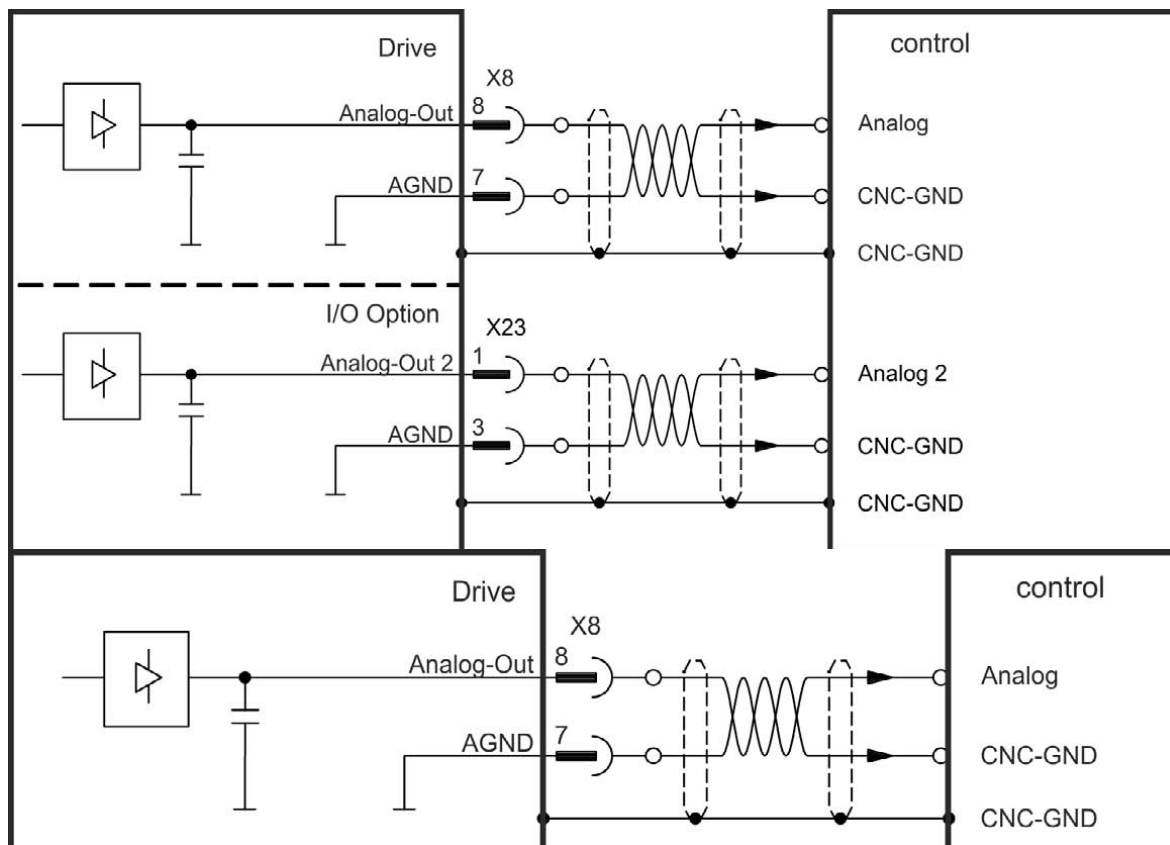 Drive
control
X8
Analog-Out
8
Analog
AGND
7
CNC-GND
CNC-GND
I/O Option
X23
Analog-Out 2
1
Analog 2
AGND
3
CNC-GND
CNC-GND
Drive
control
X8
Analog-Out
8
Analog
AGND
7
CNC-GND
CNC-GND